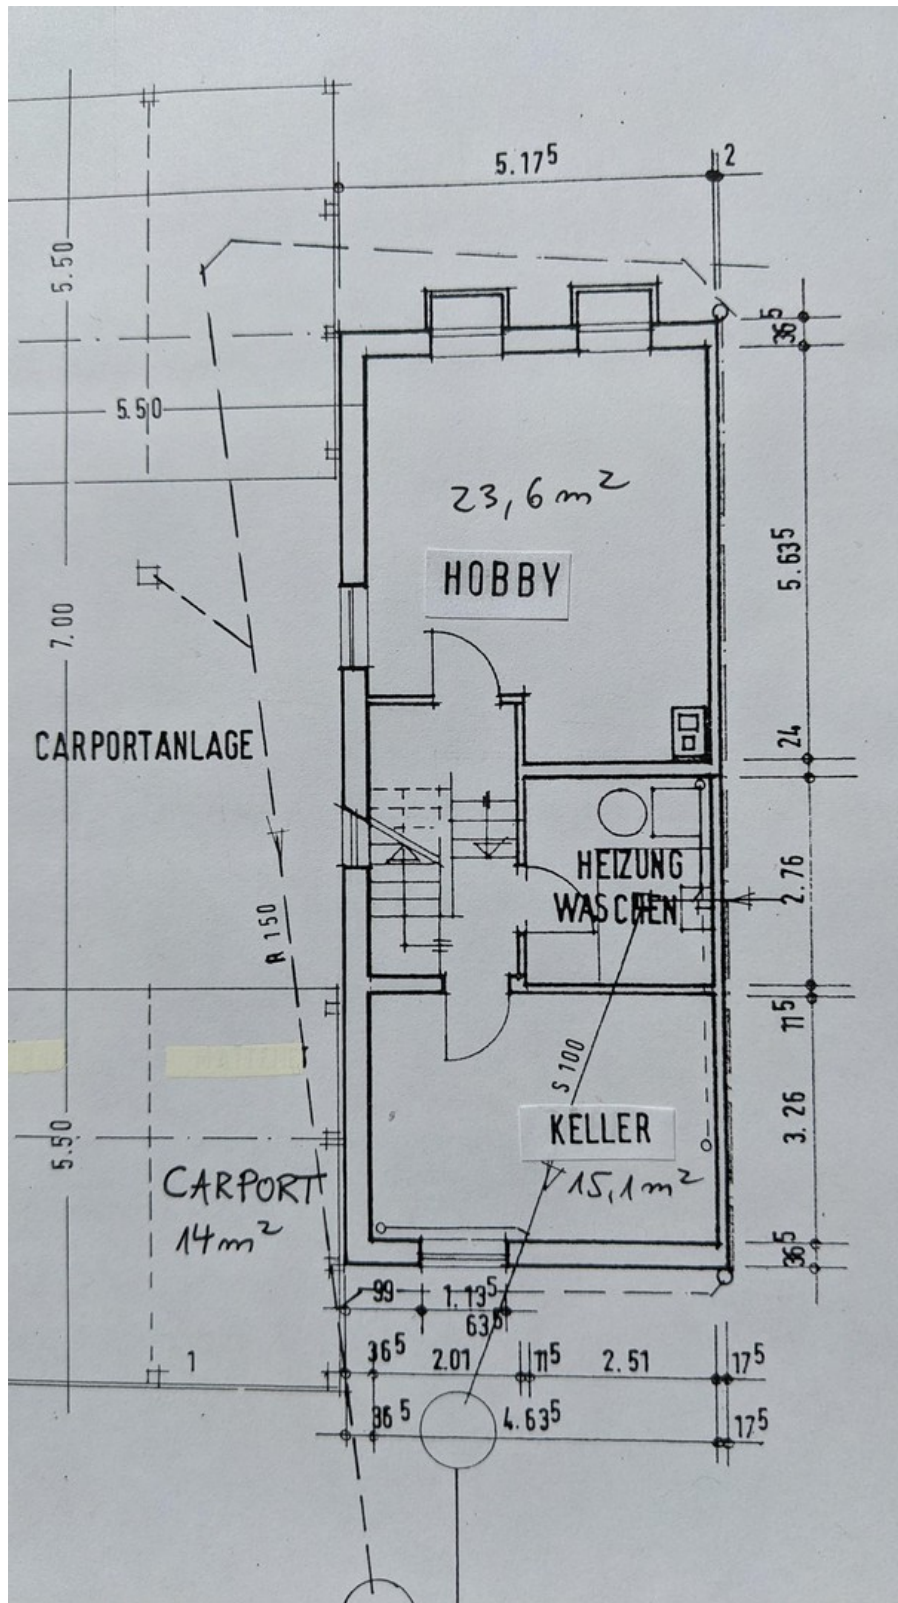 5.17⁵ 2
5.50
36⁵
5.50
23,6 m²
HOBBY
5.63⁵
7.00
CARPORTANLAGE
24
HEIZUNG
WASCHEN
2.76
R 150
11⁵
S 100
KELLER
3.26
5.50
15,1 m²
CARPORT
14 m²
36⁵
99 1.13⁵
63⁵
1
36⁵ 2.01 11⁵ 2.51 17⁵
36⁵ 4.63⁵ 17⁵